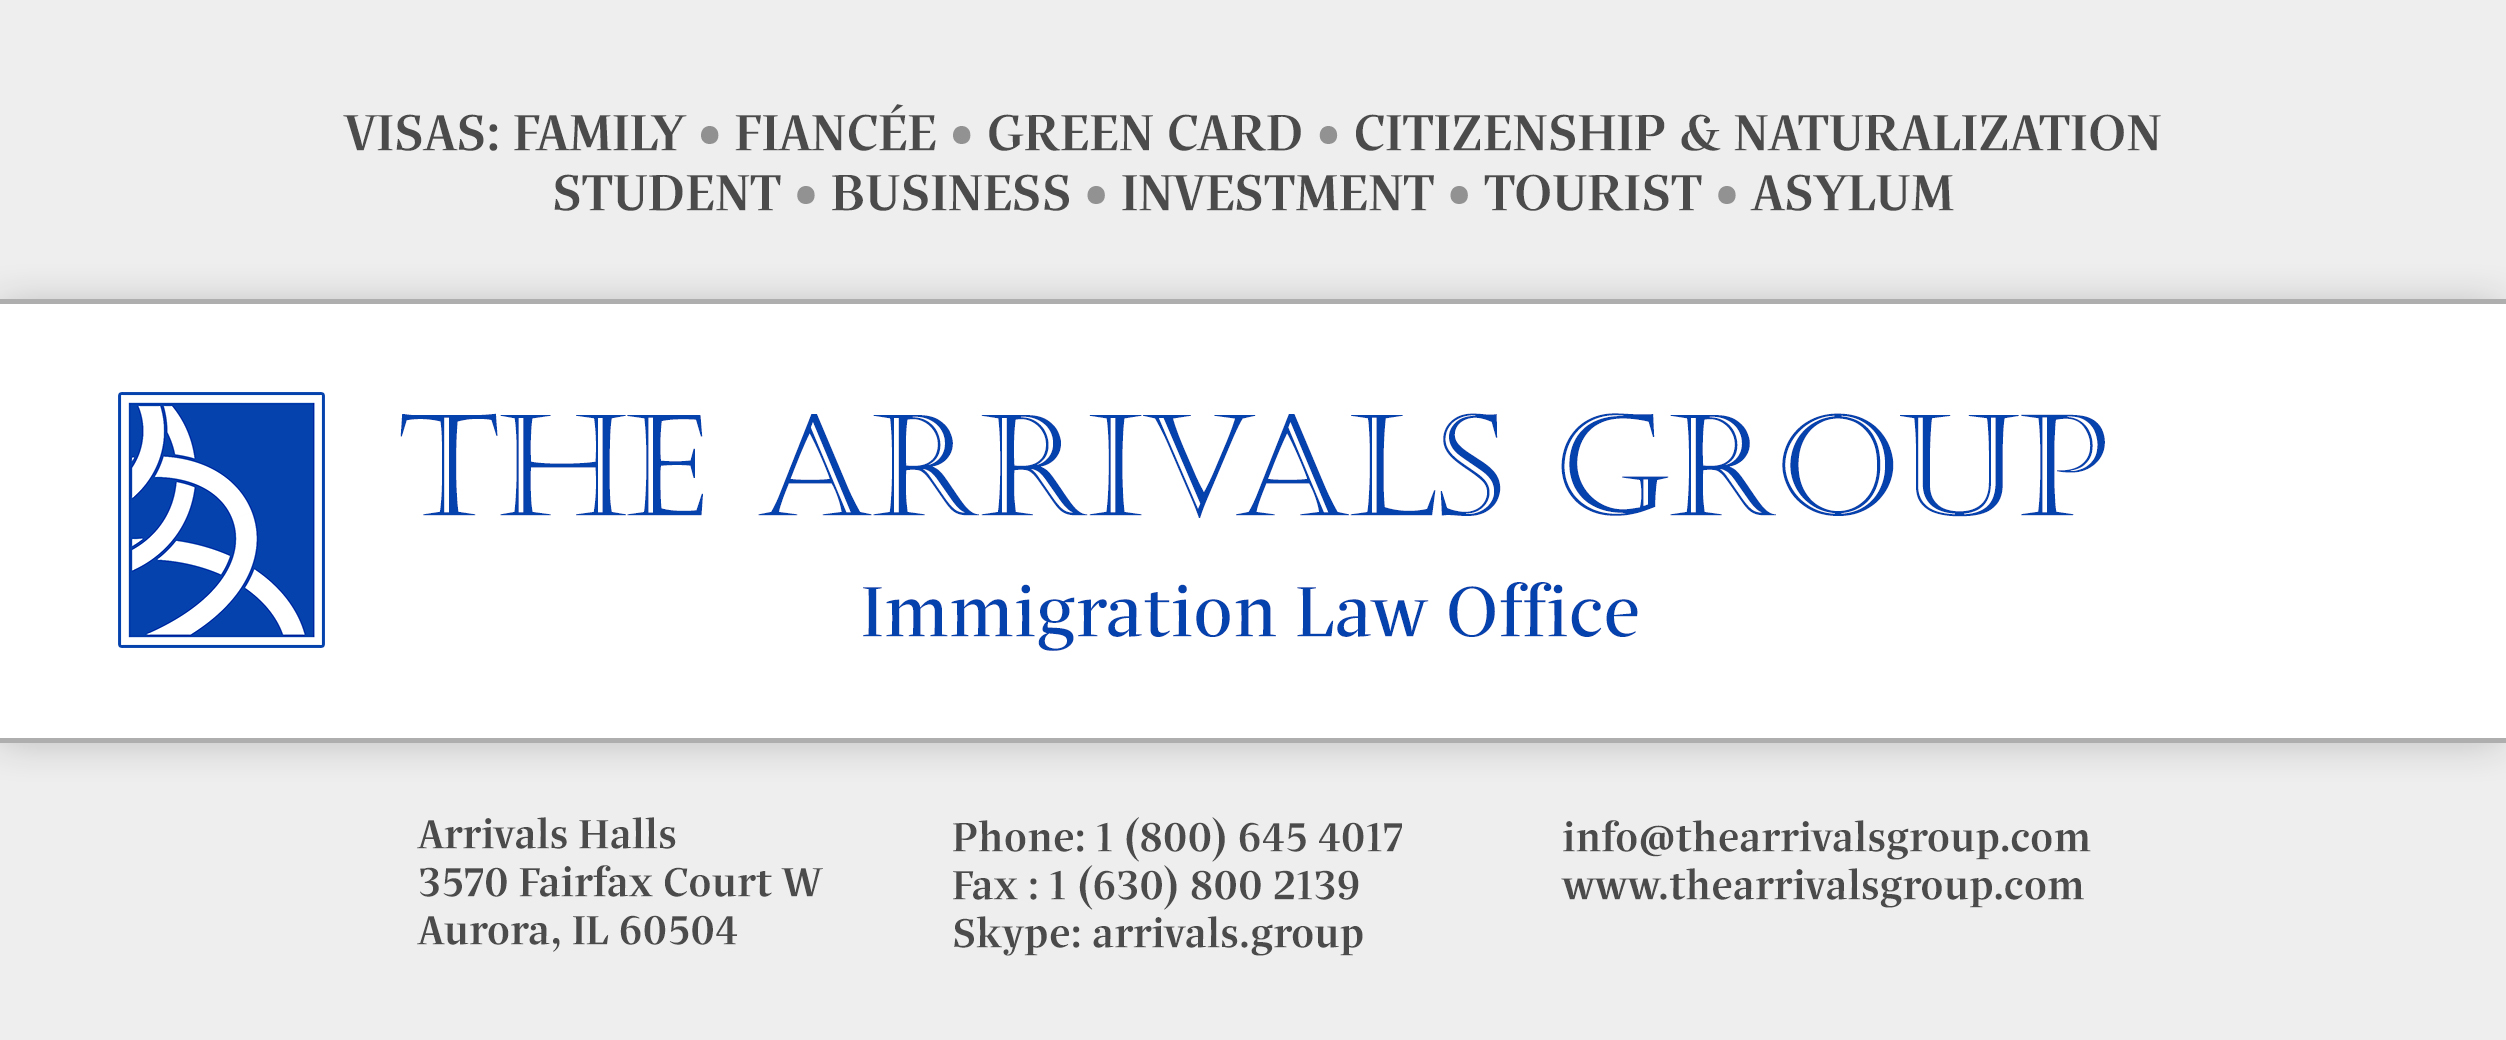 VISAS: FAMILY • FIANCÉE • GREEN CARD • CITIZENSHIP & NATURALIZATION
STUDENT • BUSINESS • INVESTMENT • TOURIST • ASYLUM
THE ARRIVALS GROUP
Immigration Law Office
Arrivals Halls
3570 Fairfax Court W
Aurora, IL 60504
Phone: 1 (800) 645 4017
Fax : 1 (630) 800 2139
Skype: arrivals.group
info@thearrivalsgroup.com
www.thearrivalsgroup.com